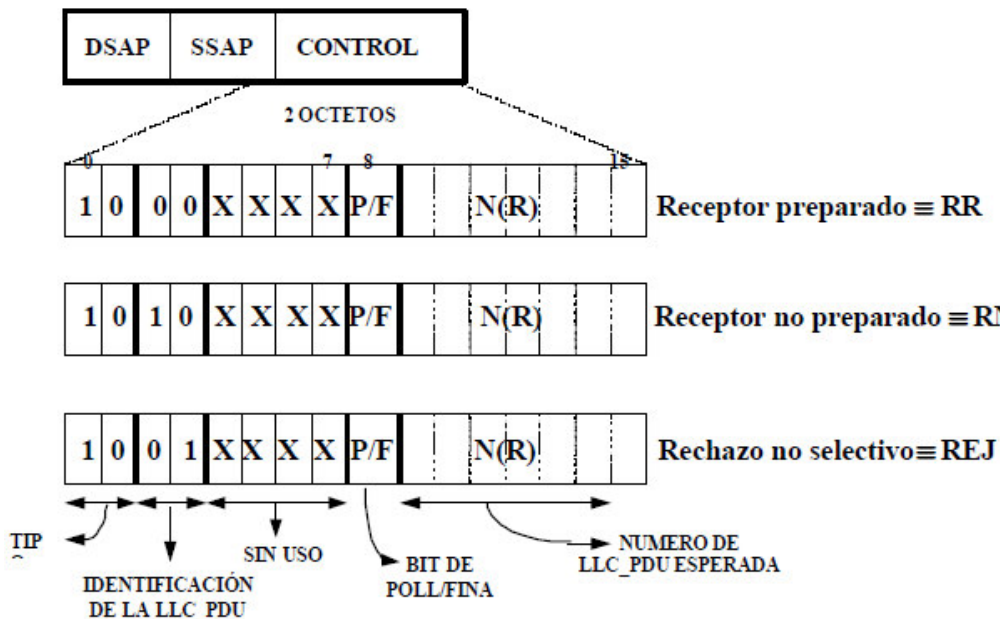 DSAP SSAP CONTROL
2 OCTETOS
0 7 8 15
1 0 0 0 X X X X P/F N(R) Receptor preparado ≡ RR
1 0 1 0 X X X X P/F N(R) Receptor no preparado ≡
1 0 0 1 X X X X P/F N(R) Rechazo no selectivo ≡ REJ
TIP
SIN USO
NUMERO DE
LLC_PDU ESPERADA
BIT DE
POLL/FINA
IDENTIFICACIÓN
DE LA LLC PDU